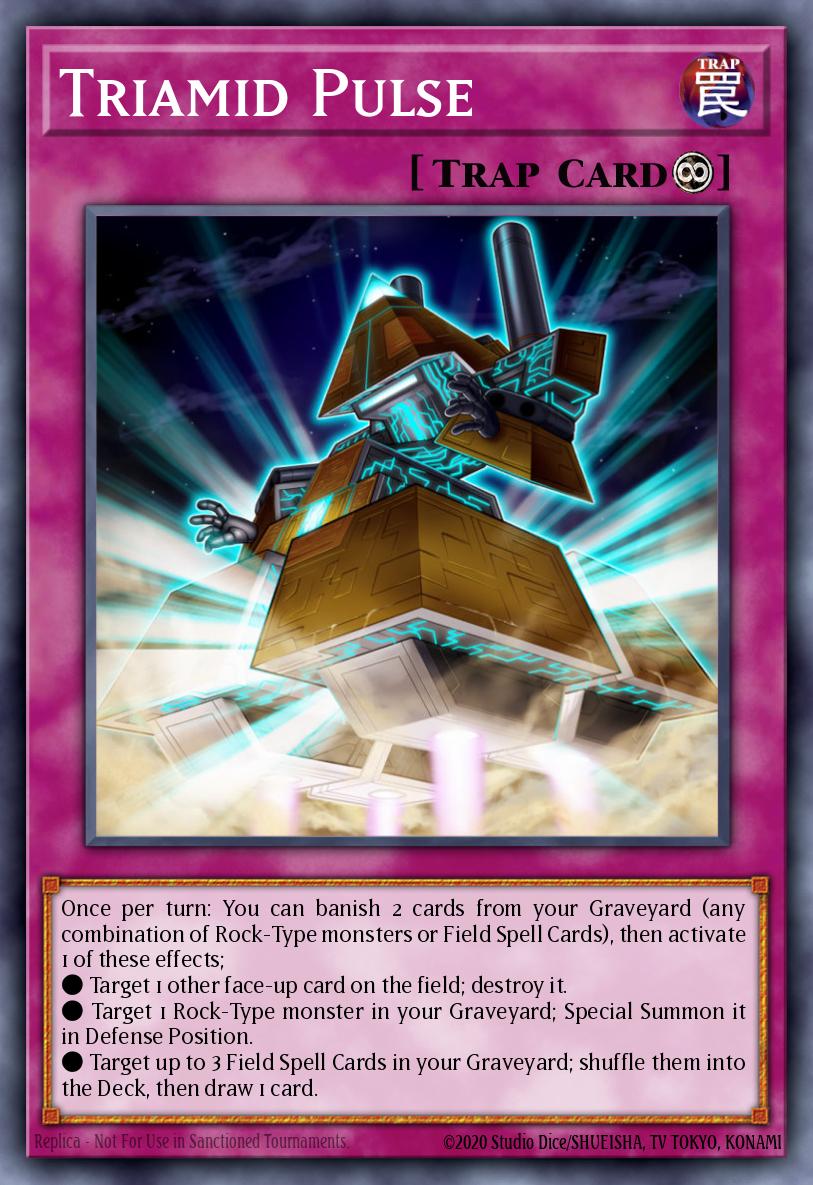 TRIAMID PULSE
TRAP
罠
[ TRAP CARD ]
Once per turn: You can banish 2 cards from your Graveyard (any
combination of Rock-Type monsters or Field Spell Cards), then activate
1 of these effects;
● Target 1 other face-up card on the field; destroy it.
● Target 1 Rock-Type monster in your Graveyard; Special Summon it
in Defense Position.
● Target up to 3 Field Spell Cards in your Graveyard; shuffle them into
the Deck, then draw 1 card.
Replica - Not For Use in Sanctioned Tournaments.
©2020 Studio Dice/SHUEISHA, TV TOKYO, KONAMI